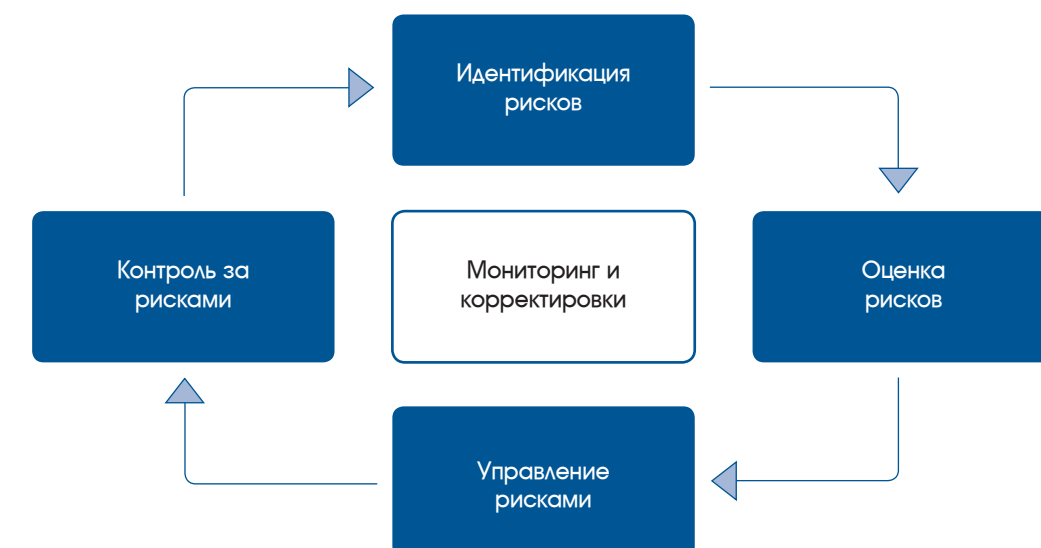 Идентификация
рисков
Контроль за
рисками
Мониторинг и
корректировки
Оценка
рисков
Управление
рисками